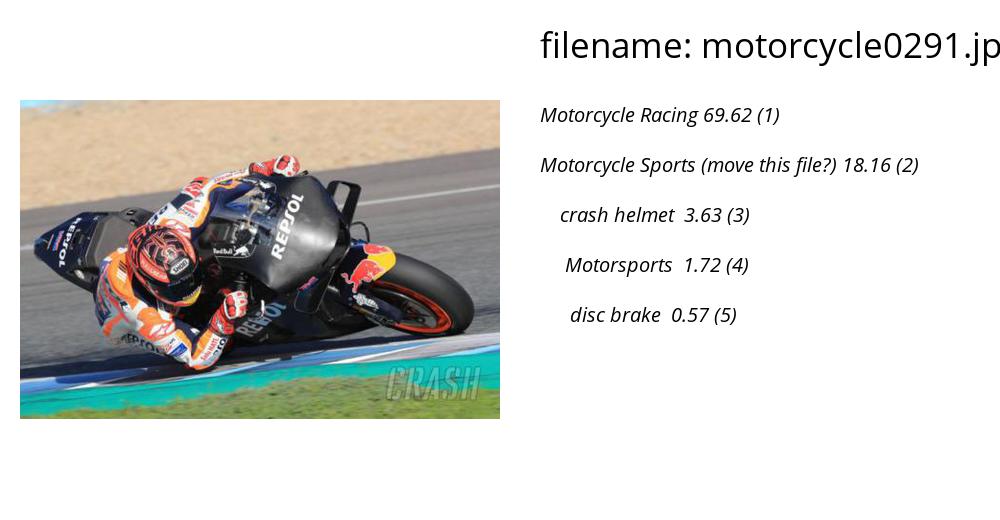 filename: motorcycle0291.jp
Motorcycle Racing 69.62 (1)
Motorcycle Sports (move this file?) 18.16 (2)
crash helmet 3.63 (3)
Motorsports 1.72 (4)
disc brake 0.57 (5)
REPSOL
REPSOL
Red Bull
CRASH